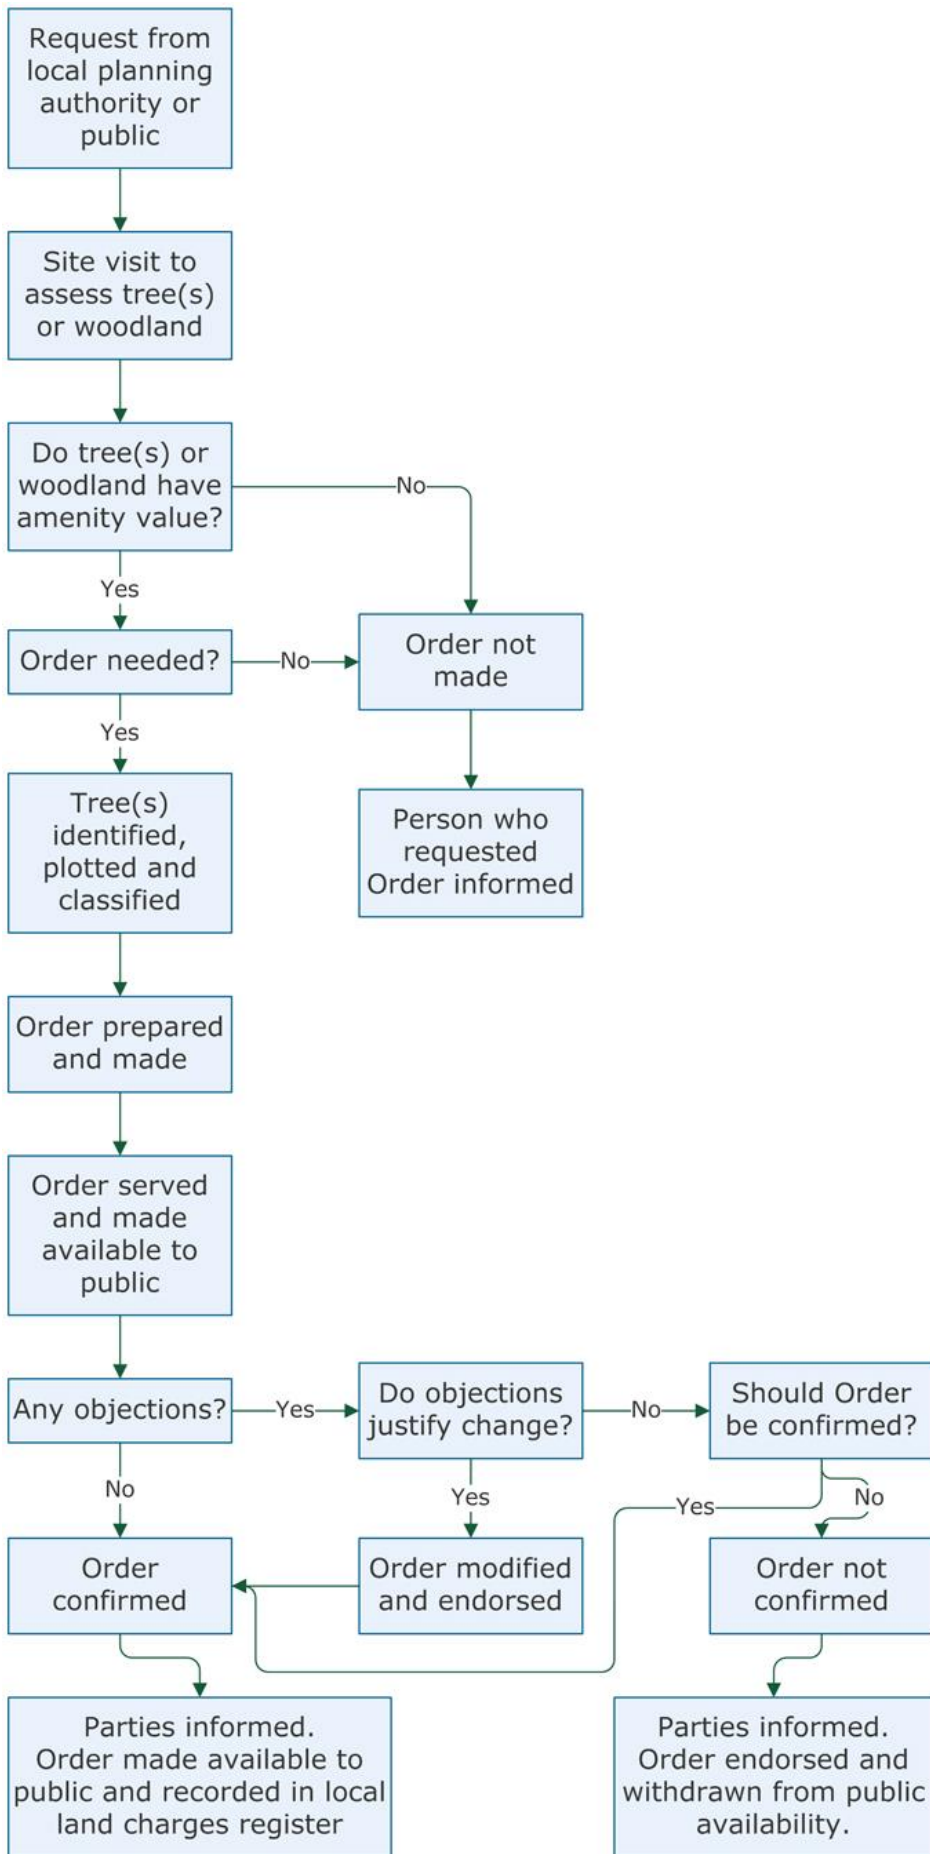 Request from
local planning
authority or
public
Site visit to
assess tree(s)
or woodland
Do tree(s) or
woodland have
amenity value?
No
Yes
Order needed?
No
Order not
made
Yes
Tree(s)
identified,
plotted and
classified
Person who
requested
Order informed
Order prepared
and made
Order served
and made
available to
public
Any objections?
Yes
Do objections
justify change?
No
Should Order
be confirmed?
No
Yes
Yes
No
Order
confirmed
Order modified
and endorsed
Order not
confirmed
Parties informed.
Order made available to
public and recorded in local
land charges register
Parties informed.
Order endorsed and
withdrawn from public
availability.